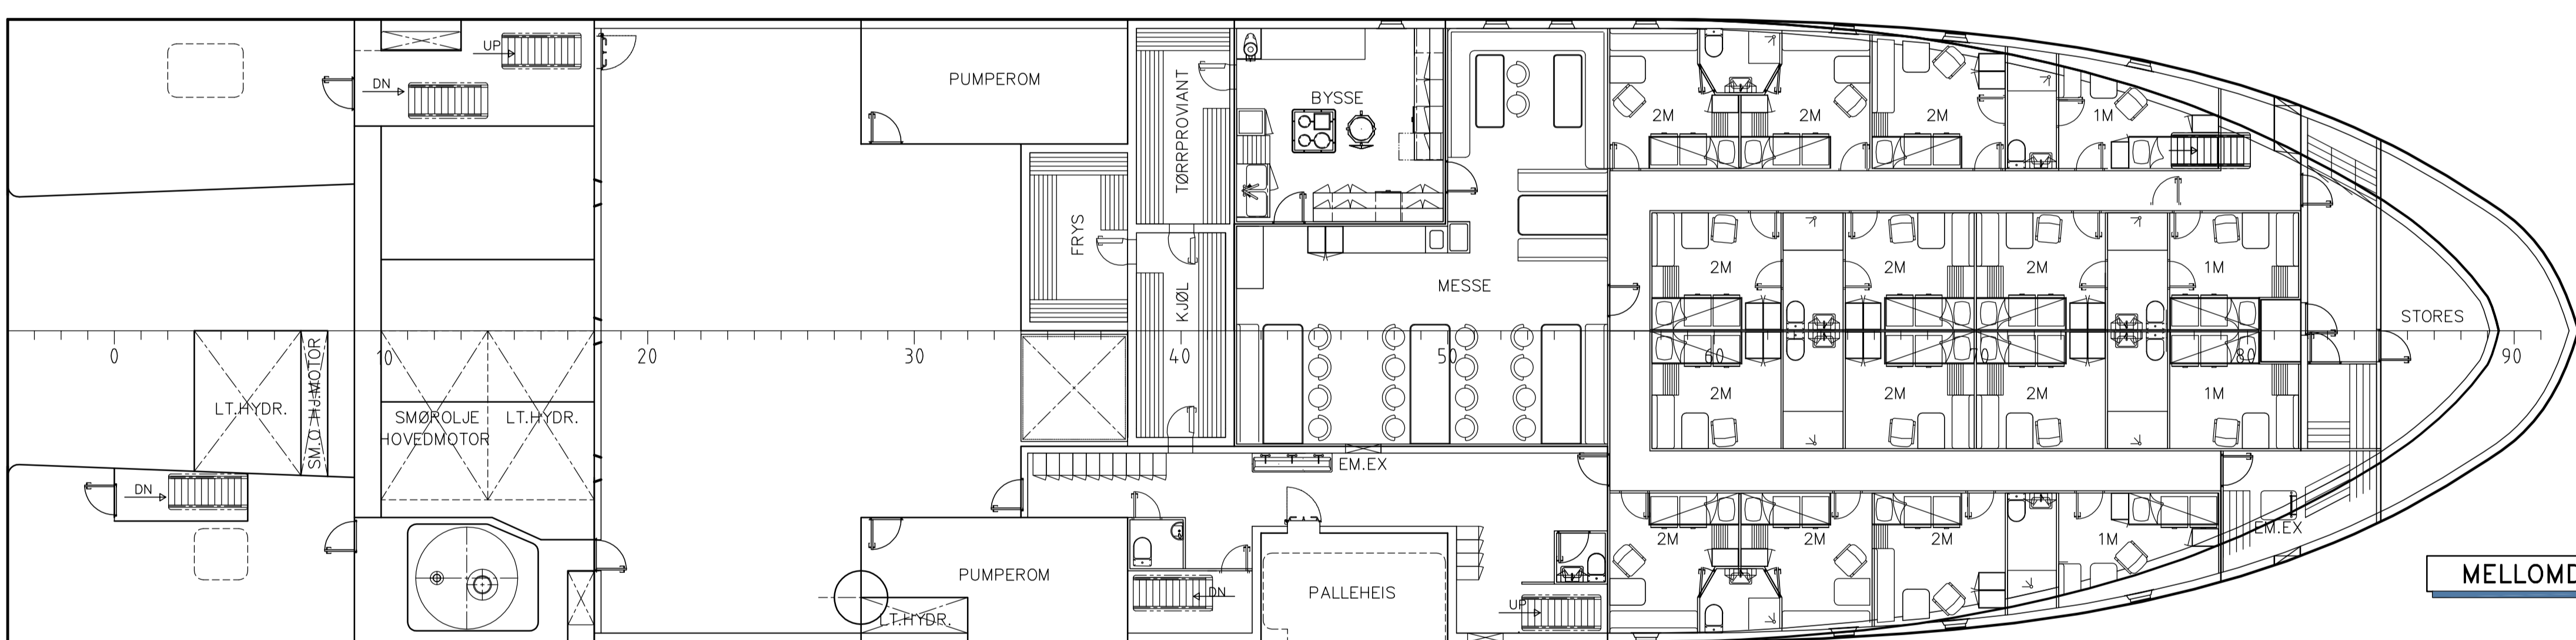 UP
DN
PUMPEROM
TØRRPROVIANT
BYSSE
2M
2M
2M
1M
FRYS
KJØL
MESSE
2M
2M
2M
1M
STORES
0
10
20
30
40
50
60
70
80
90
LT.HYDR.
SM.O HJ.MOTOR
SMØROLJE
HOVEDMOTOR
LT.HYDR.
2M
2M
2M
1M
EM.EX
DN
2M
2M
2M
1M
EM.EX
PUMPEROM
LT.HYDR.
DN
PALLEHEIS
UP
MELLOMD